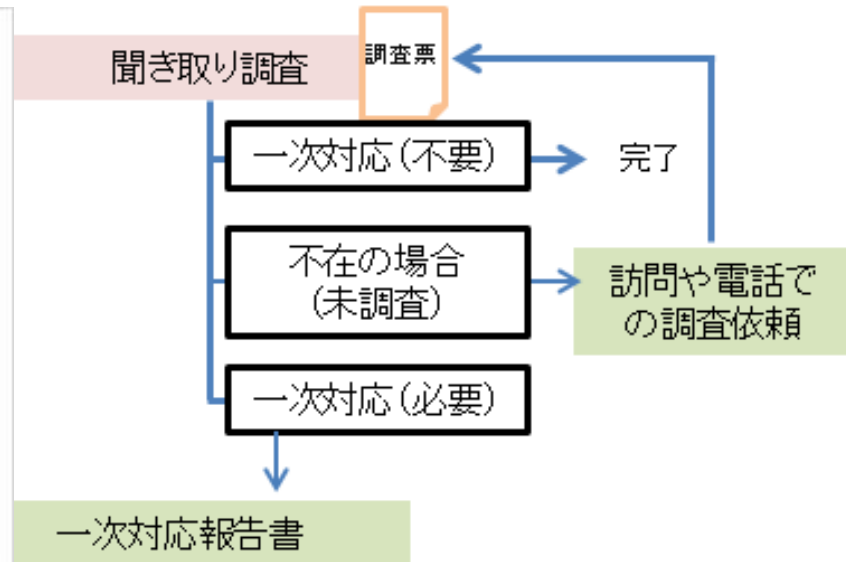 聞き取り調査
調査票
一次対応(不要)
完了
不在の場合
(未調査)
訪問や電話で
の調査依頼
一次対応(必要)
一次対応報告書